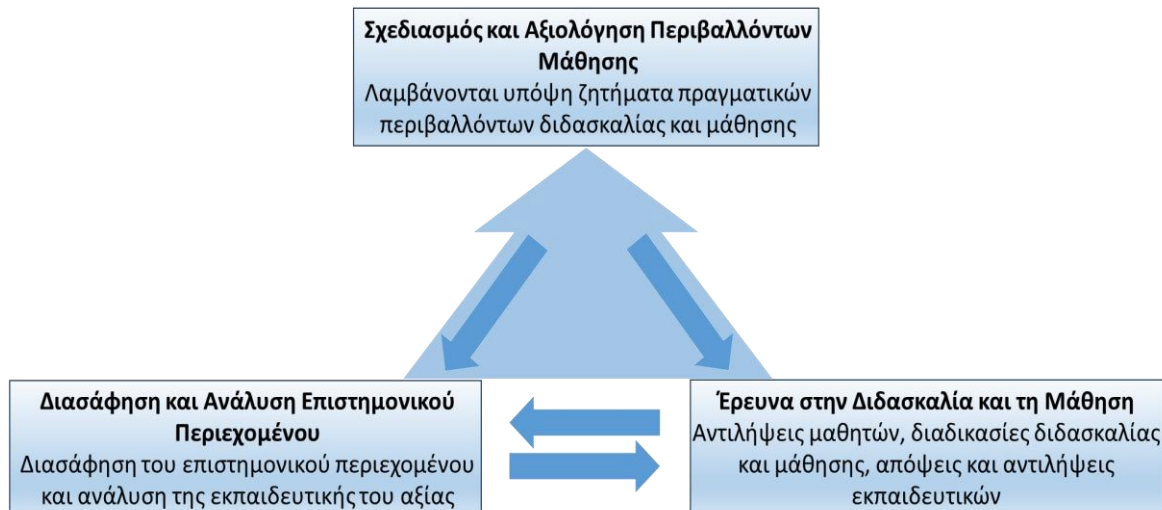 Σχεδιασμός και Αξιολόγηση Περιβαλλόντων
Μάθησης
Λαμβάνονται υπόψη ζητήματα πραγματικών
περιβαλλόντων διδασκαλίας και μάθησης
Διασάφηση και Ανάλυση Επιστημονικού
Περιεχομένου
Διασάφηση του επιστημονικού περιεχομένου
και ανάλυση της εκπαιδευτικής του αξίας
Έρευνα στην Διδασκαλία και τη Μάθηση
Αντιλήψεις μαθητών, διαδικασίες διδασκαλίας
και μάθησης, απόψεις και αντιλήψεις
εκπαιδευτικών